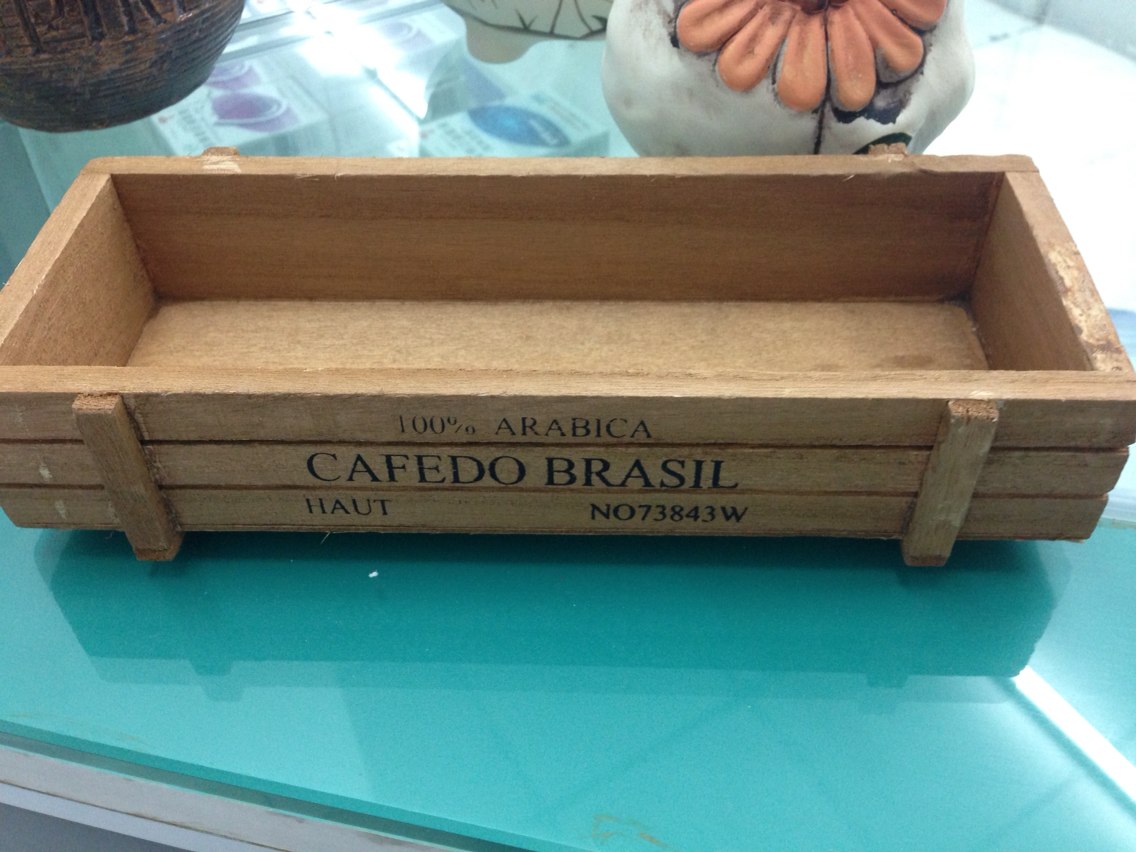 100% ARABICA
CAFEDO BRASIL
HAUT NO73843W